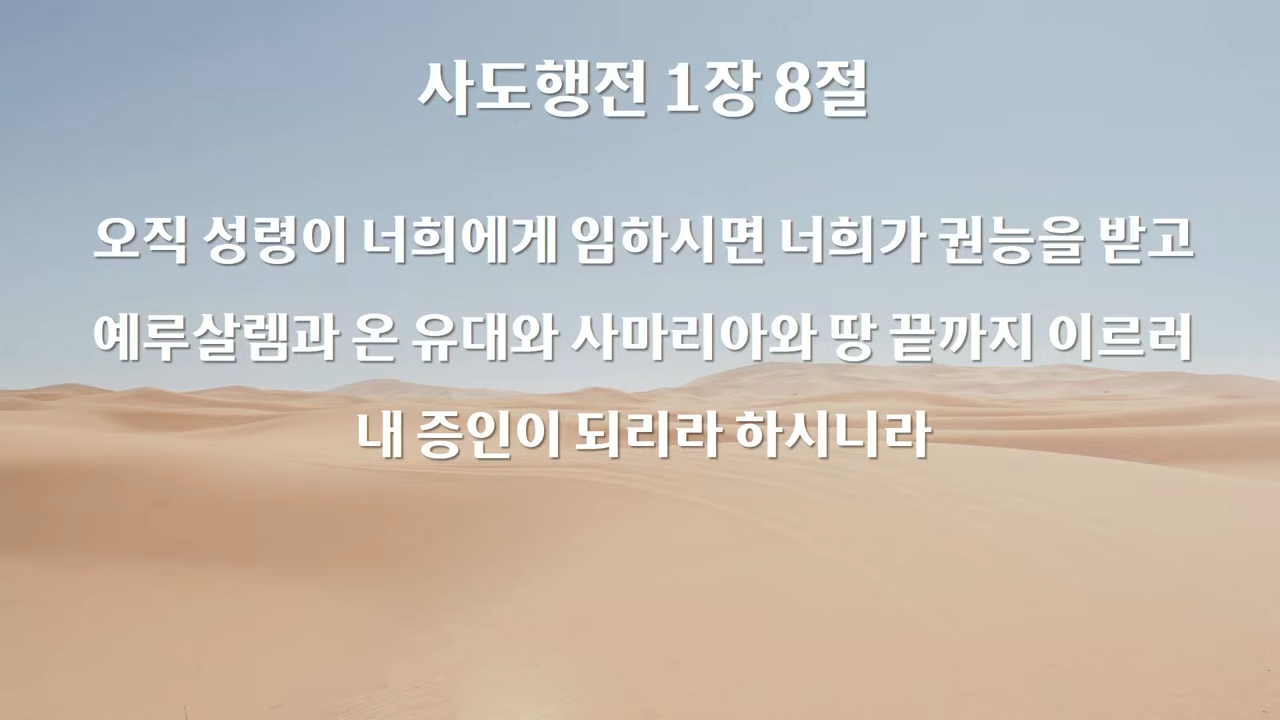 사도행전 1장 8절
오직 성령이 너희에게 임하시면 너희가 권능을 받고
예루살렘과 온 유대와 사마리아와 땅 끝까지 이르러
내 증인이 되리라 하시니라